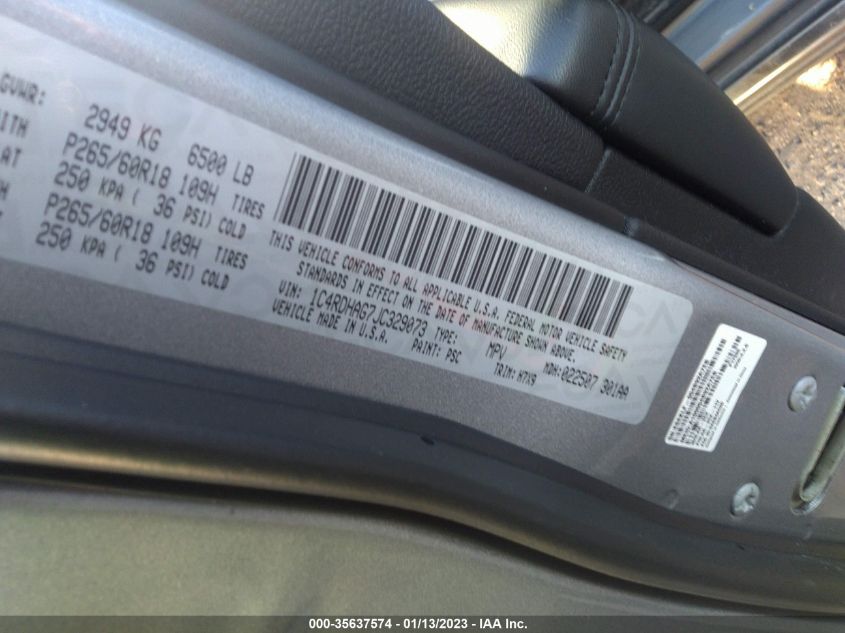 GVWR: 2949 KG 6500 LB
P265/60R18 109H TIRES
250 KPA ( 36 PSI) COLD
P265/60R18 109H TIRES
250 KPA ( 36 PSI) COLD
THIS VEHICLE CONFORMS TO ALL APPLICABLE U.S.A. FEDERAL MOTOR VEHICLE SAFETY
STANDARDS IN EFFECT ON THE DATE OF MANUFACTURE SHOWN ABOVE.
VIN: 1C4RDHAG7JC329079 TYPE: MPV MDH:022507 301AA
VEHICLE MADE IN U.S.A. PAINT: PSC TRIM: H7X9
000-35637574 | 01/13/2023 - IAA Inc.